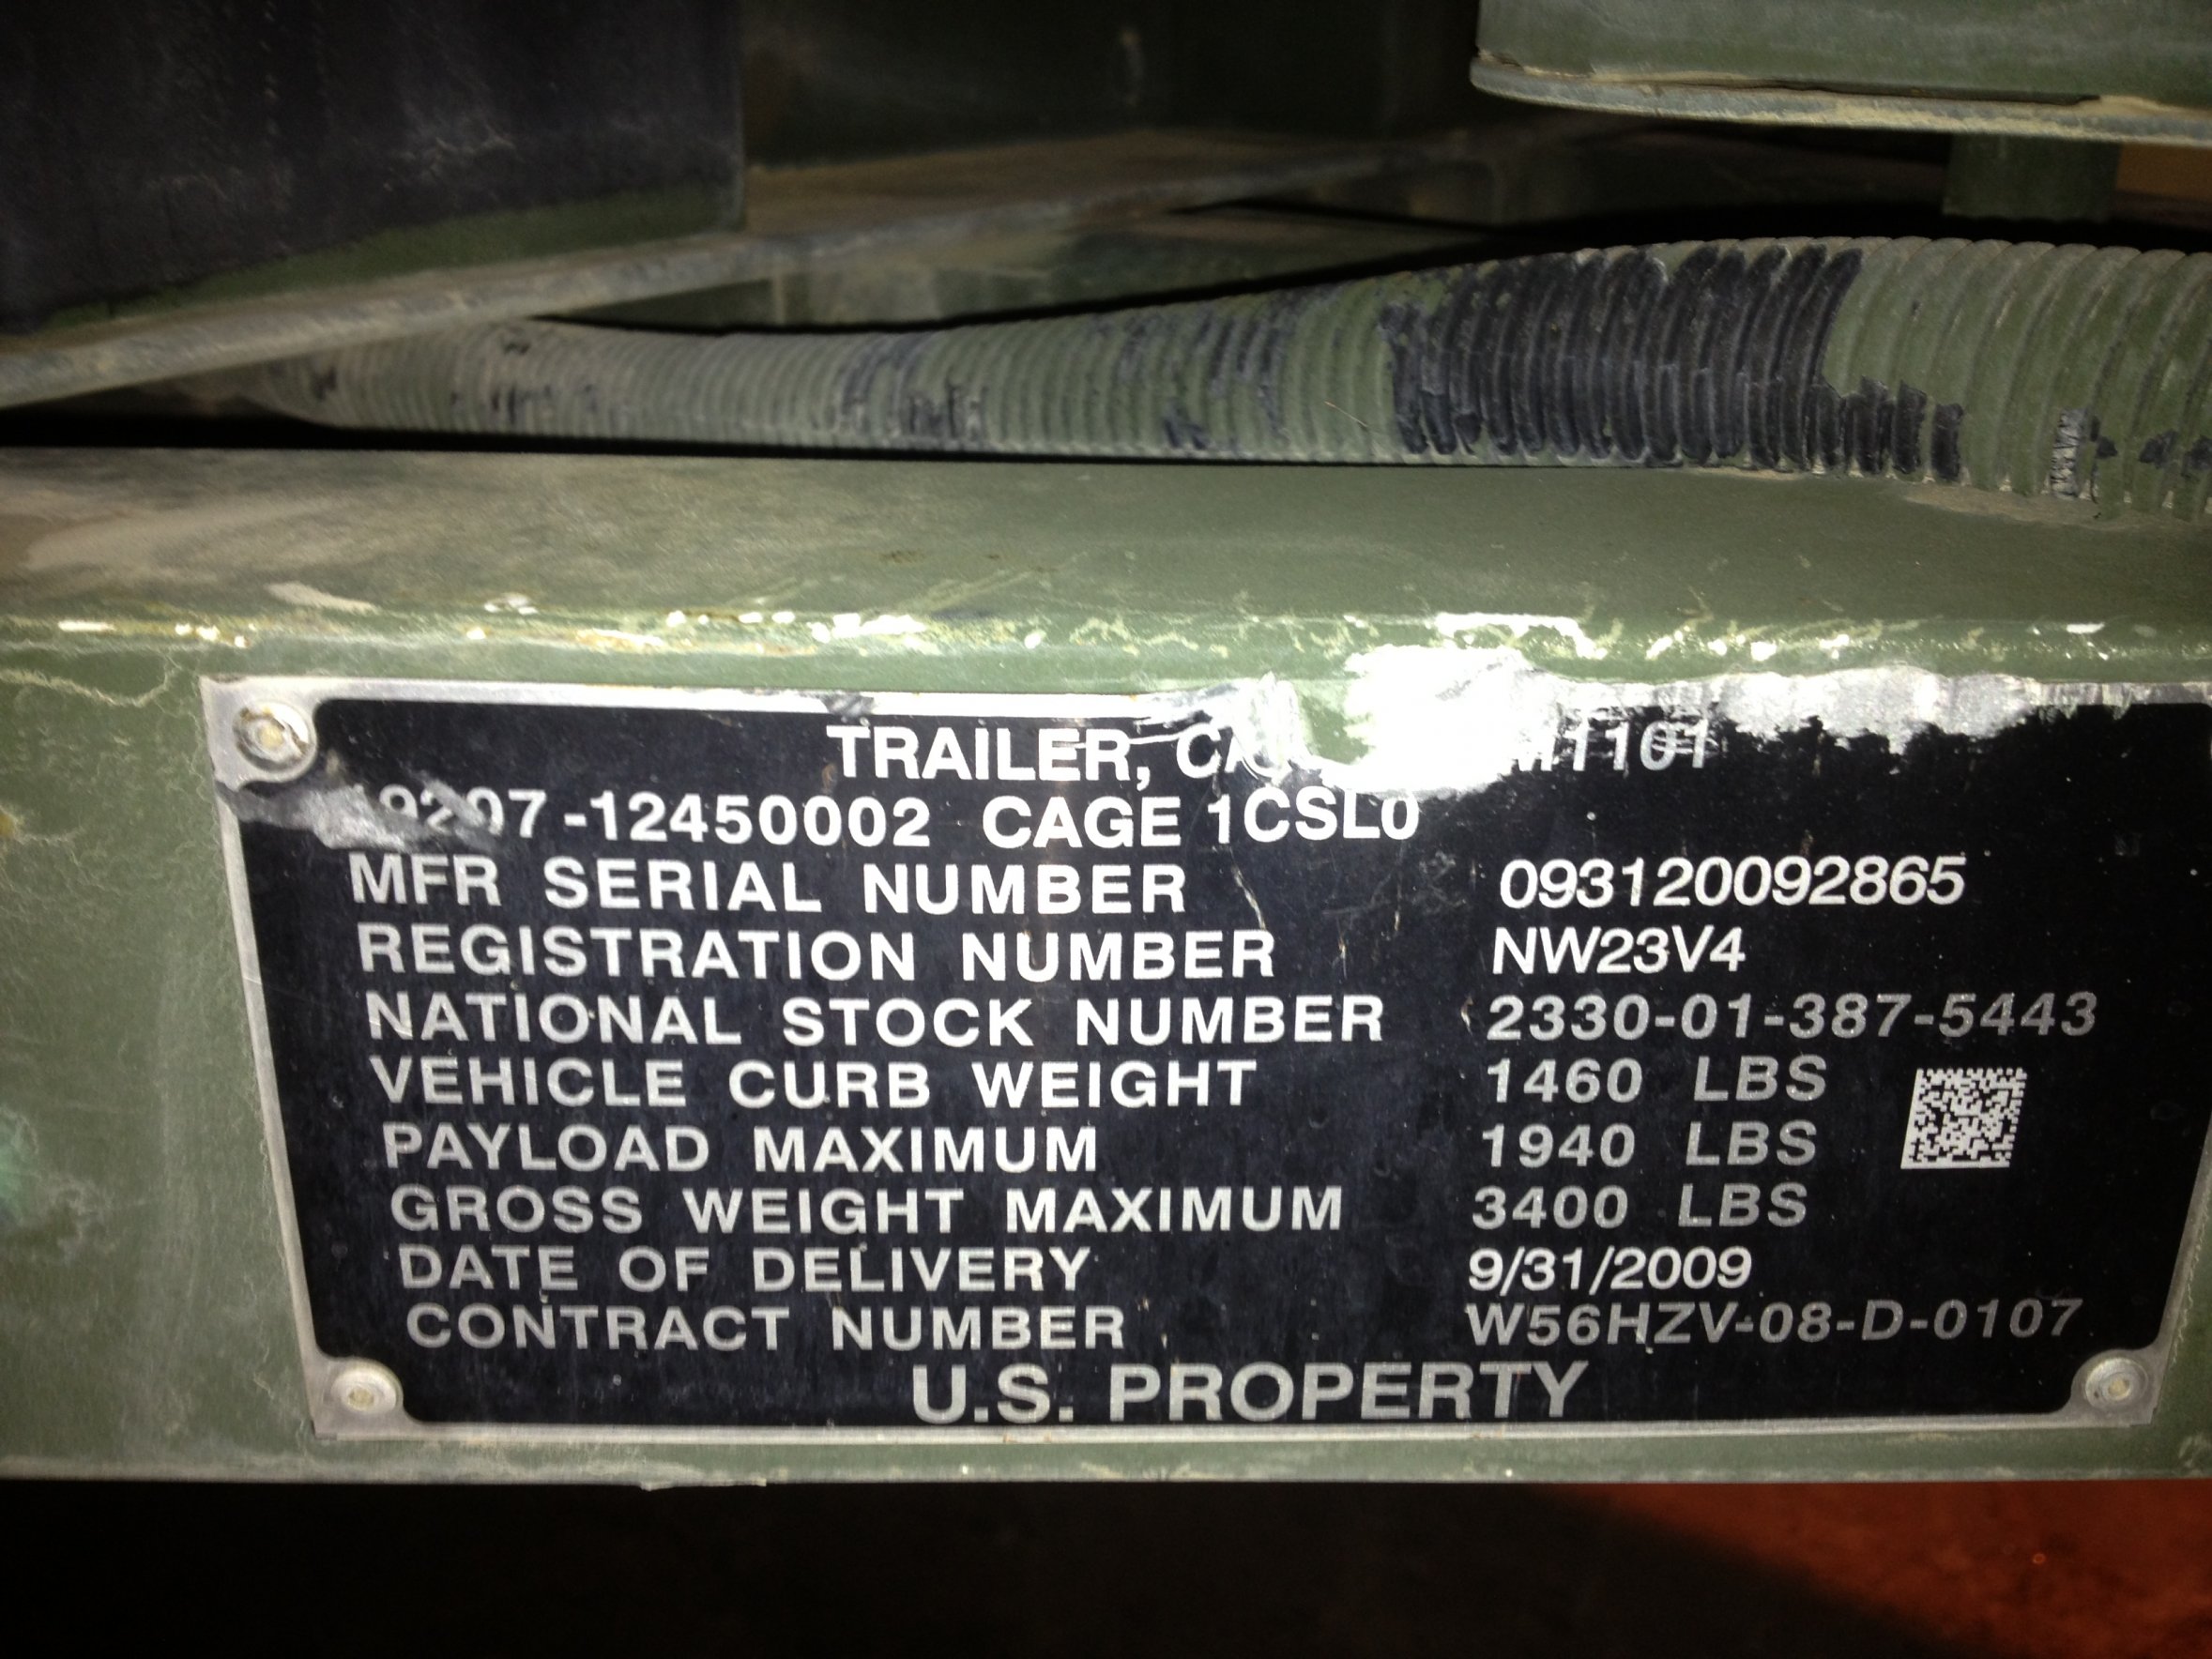 TRAILER, M1101
19207-12450002 CAGE 1CSL0
MFR SERIAL NUMBER 093120092865
REGISTRATION NUMBER NW23V4
NATIONAL STOCK NUMBER 2330-01-387-5443
VEHICLE CURB WEIGHT 1460 LBS
PAYLOAD MAXIMUM 1940 LBS
GROSS WEIGHT MAXIMUM 3400 LBS
DATE OF DELIVERY 9/31/2009
CONTRACT NUMBER W56HZV-08-D-0107
U.S. PROPERTY